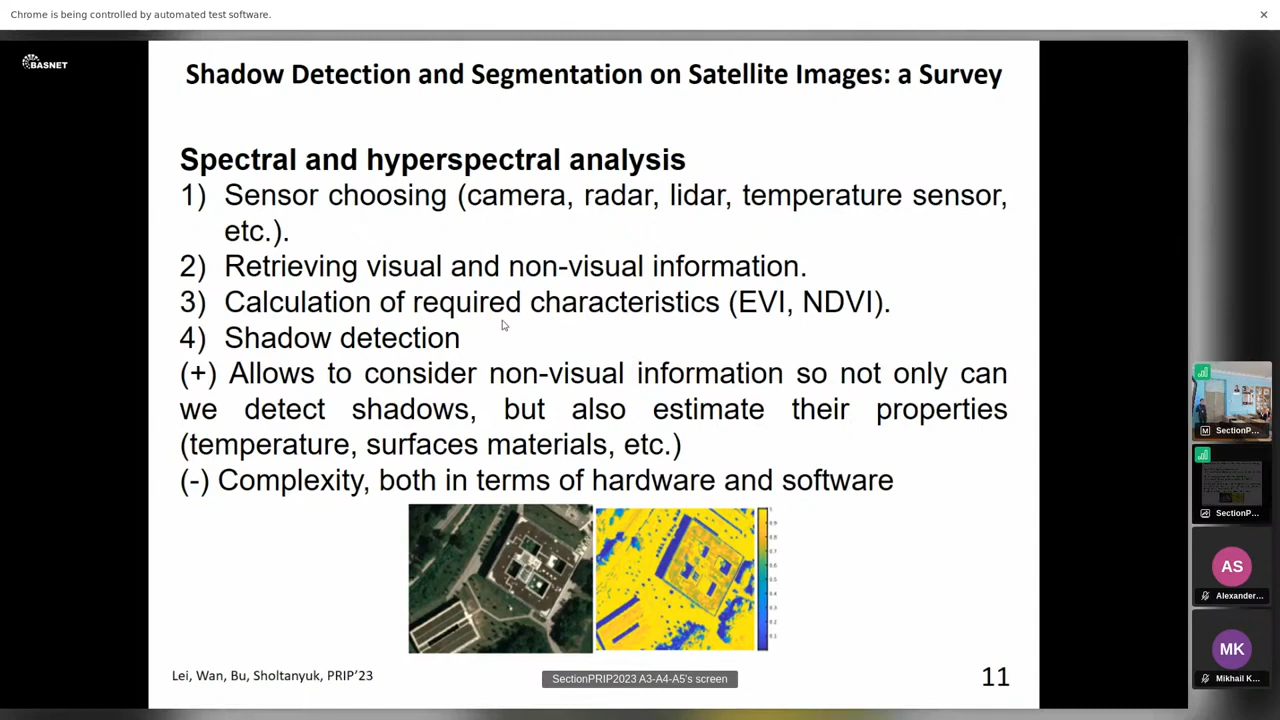 Chrome is being controlled by automated test software.
BASNET
Shadow Detection and Segmentation on Satellite Images: a Survey
Spectral and hyperspectral analysis
1) Sensor choosing (camera, radar, lidar, temperature sensor,
etc.).
2) Retrieving visual and non-visual information.
3) Calculation of required characteristics (EVI, NDVI).
4) Shadow detection
(+) Allows to consider non-visual information so not only can
we detect shadows, but also estimate their properties
(temperature, surfaces materials, etc.)
(-) Complexity, both in terms of hardware and software
Lei, Wan, Bu, Sholtanyuk, PRIP'23
SectionPRIP2023 A3-A4-A5's screen
11
M SectionP...
SectionP...
AS
Alexander...
MK
Mikhail K...